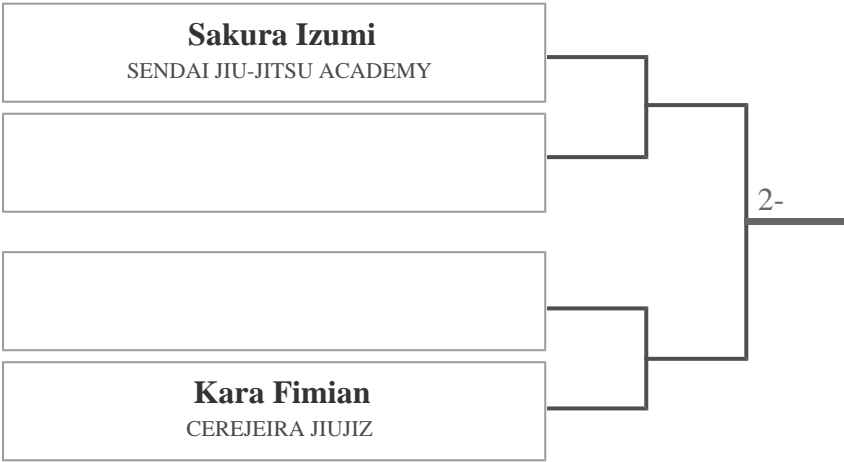 Sakura Izumi
SENDAI JIU-JITSU ACADEMY
2-
Kara Fimian
CEREJEIRA JIUJIZ